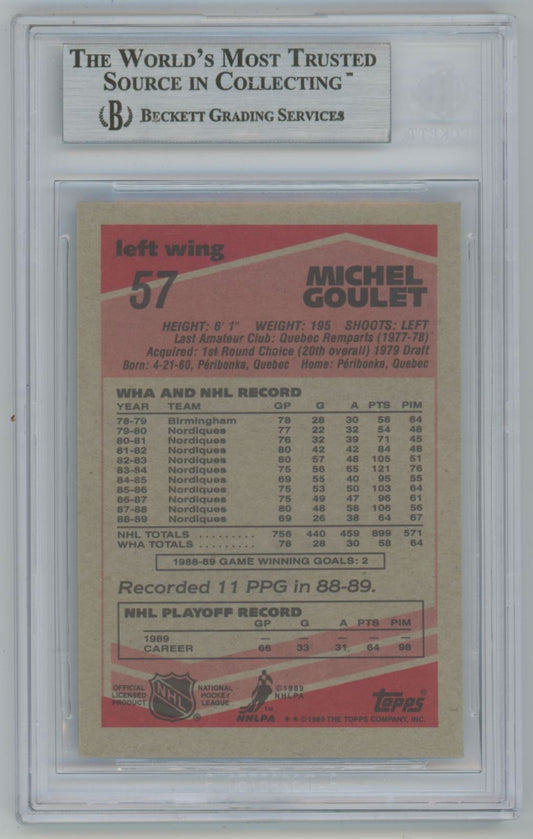 THE WORLD'S MOST TRUSTED
SOURCE IN COLLECTING™
B BECKETT GRADING SERVICES
left wing
57
MICHEL
GOULET
HEIGHT: 6' 1" WEIGHT: 195 SHOOTS: LEFT
Last Amateur Club: Quebec Remparts (1977-78)
Acquired: 1st Round Choice (20th overall) 1979 Draft
Born: 4-21-60, Péribonka, Quebec Home: Péribonka, Quebec
WHA AND NHL RECORD
YEAR TEAM GP G A PTS PIM
78-79 Birmingham 78 28 30 58 64
79-80 Nordiques 77 22 32 54 48
80-81 Nordiques 76 32 39 71 45
81-82 Nordiques 80 42 42 84 48
82-83 Nordiques 80 57 48 105 51
83-84 Nordiques 75 56 65 121 76
84-85 Nordiques 69 55 40 95 55
85-86 Nordiques 75 53 50 103 64
86-87 Nordiques 75 49 47 96 61
87-88 Nordiques 80 48 58 106 56
88-89 Nordiques 69 26 38 64 67
NHL TOTALS ......... 756 440 459 899 571
WHA TOTALS ......... 78 28 30 58 64
1988-89 GAME WINNING GOALS: 2
Recorded 11 PPG in 88-89.
NHL PLAYOFF RECORD
GP G A PTS PIM
1989 — — — — —
CAREER 66 33 31 64 98
OFFICIAL LICENSED PRODUCT
NHL ®
NATIONAL HOCKEY LEAGUE
©1989 NHLPA
NHLPA™
topps®
★★©1989 THE TOPPS COMPANY, INC.